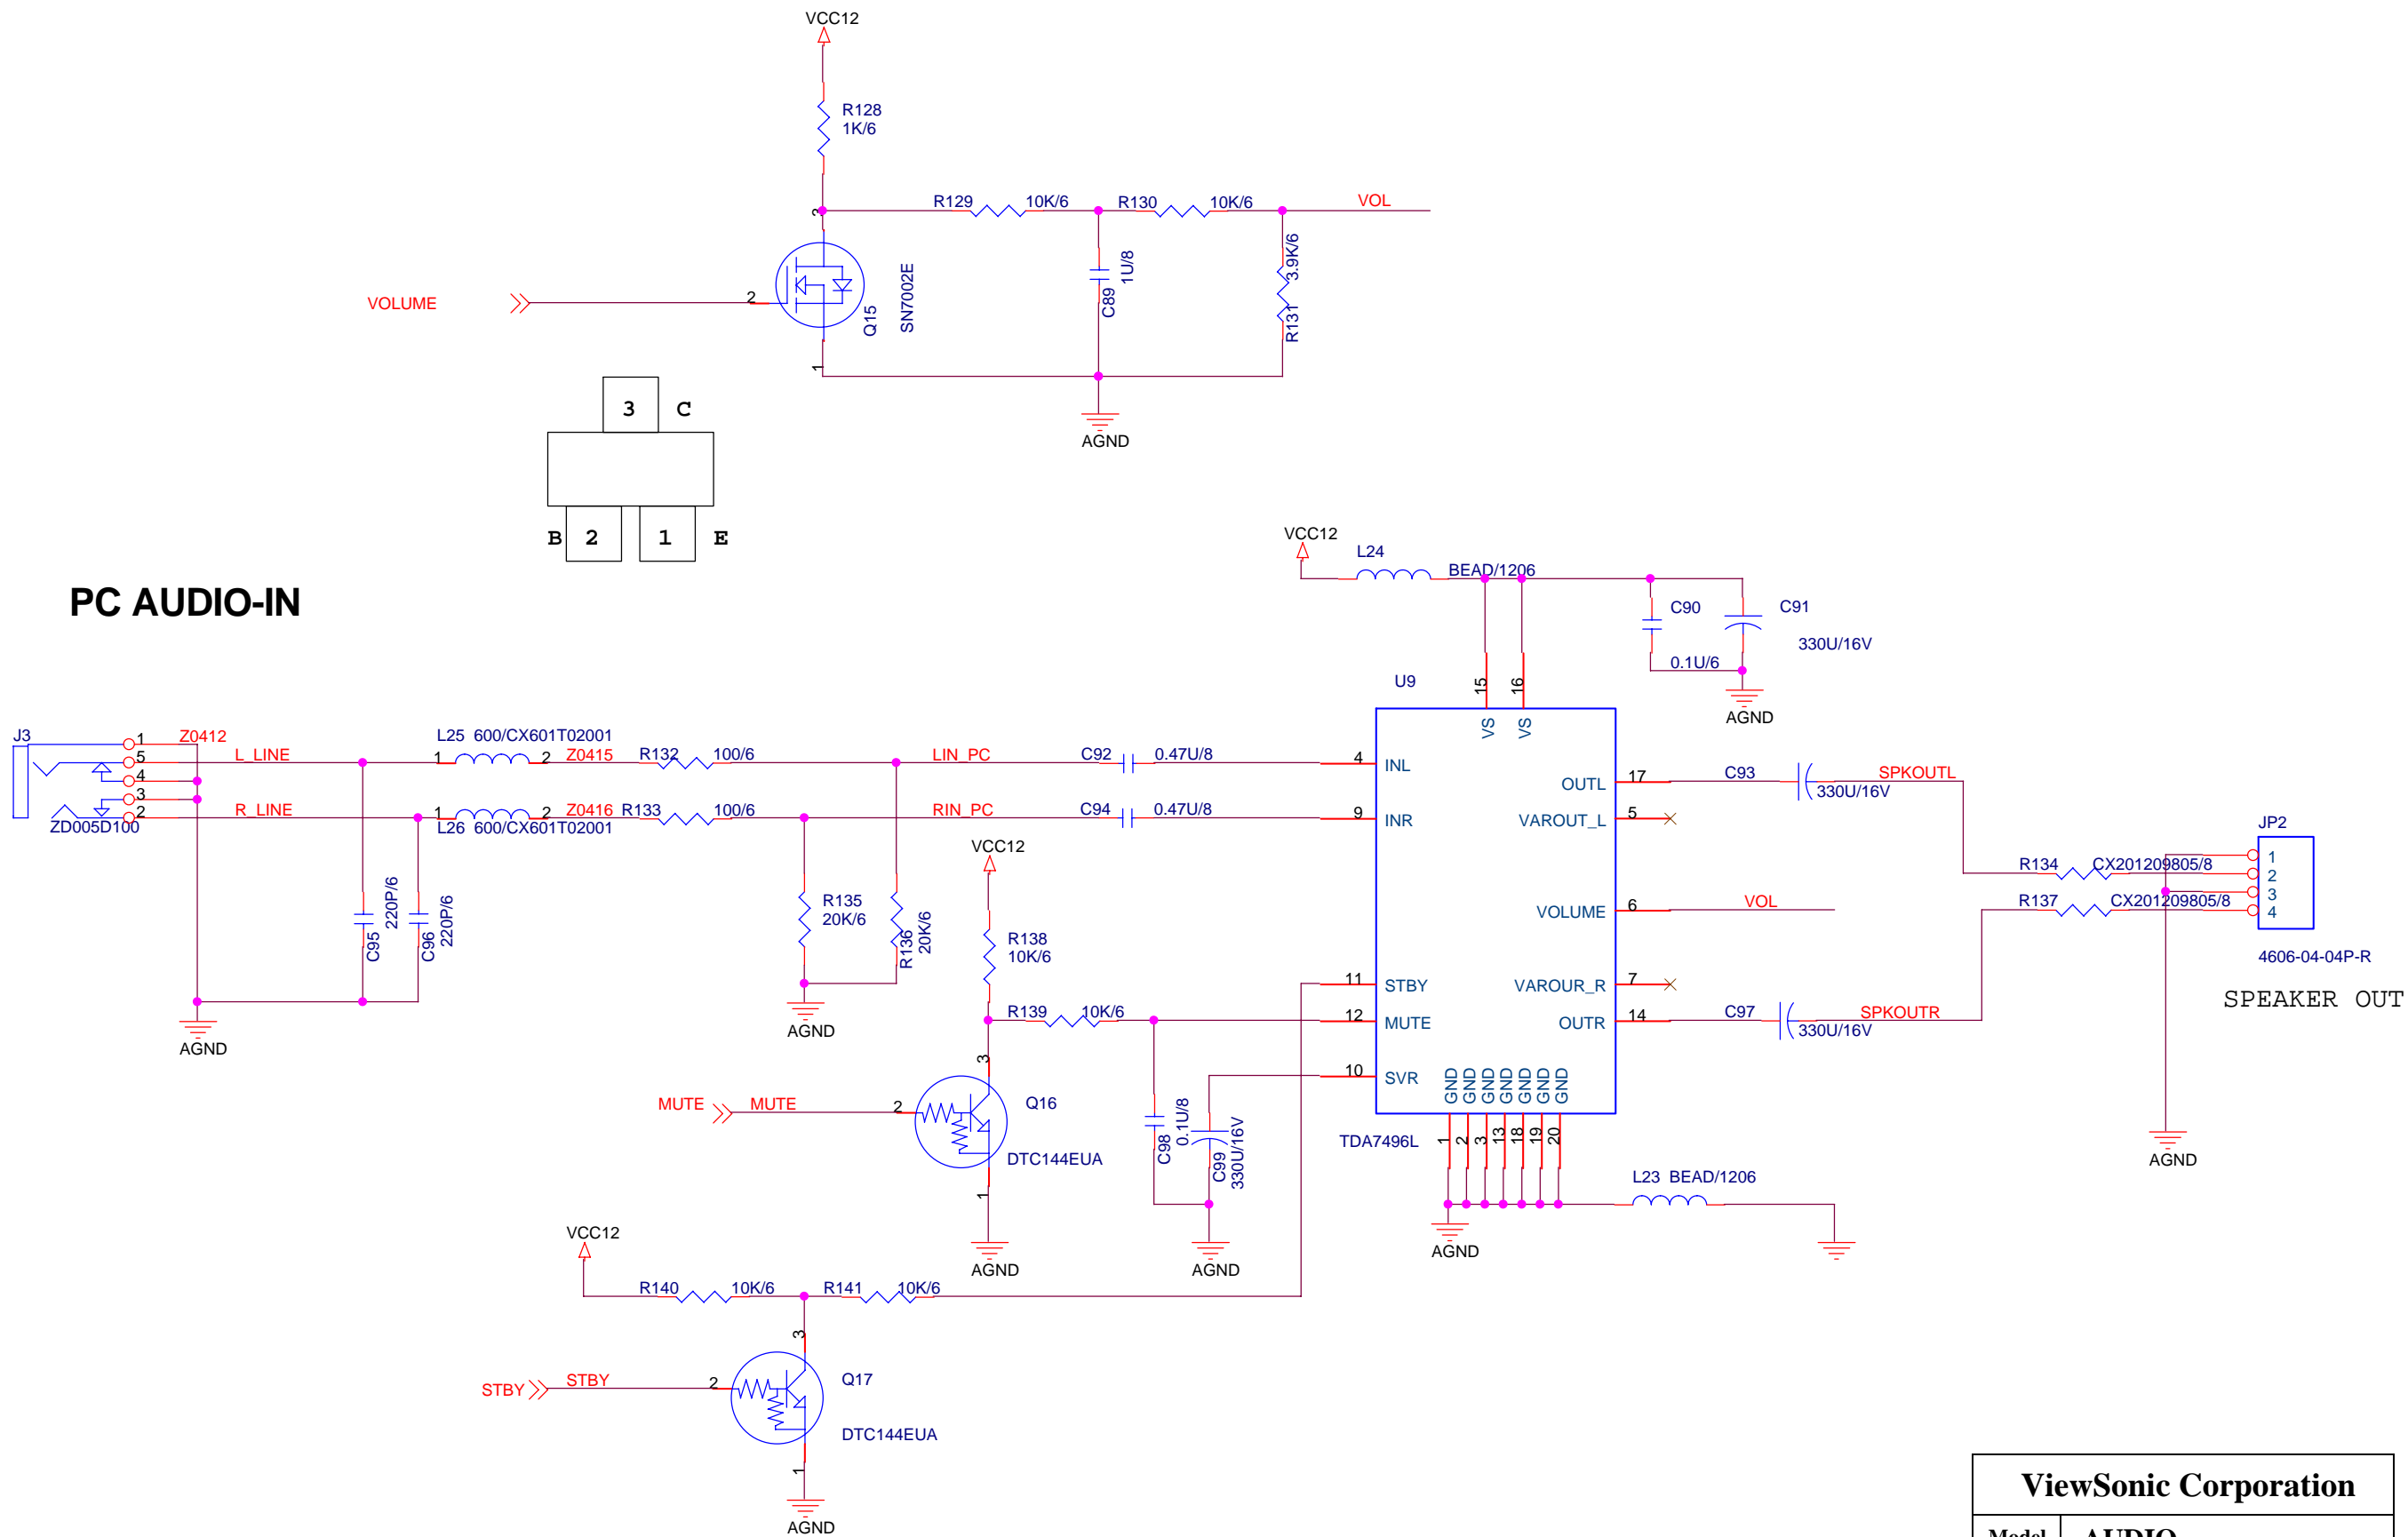 VCC12
R128
1K/6
3
R129 10K/6 R130 10K/6 VOL
VOLUME
2
Q15
SN7002E
1
C89
1U/8
R131
3.9K/6
AGND
3 C
B 2 1 E
PC AUDIO-IN
VCC12
L24
BEAD/1206
C90
0.1U/6
C91
330U/16V
AGND
U9
15
16
VS
VS
J3
1
5
4
3
2
ZD005D100
Z0412
L_LINE
R_LINE
L25 600/CX601T02001
1 2 Z0415
R132 100/6
LIN_PC
C92 0.47U/8
4 INL
1 2 Z0416
L26 600/CX601T02001
R133 100/6
RIN_PC
C94 0.47U/8
9 INR
C95
220P/6
C96
220P/6
AGND
R135
20K/6
R136
20K/6
AGND
VCC12
R138
10K/6
R139 10K/6
11 STBY
12 MUTE
10 SVR
OUTL 17
VAROUT_L 5
VOLUME 6
VAROUR_R 7
OUTR 14
C93
330U/16V
SPKOUTL
VOL
C97
330U/16V
SPKOUTR
R134 CX201209805/8
R137 CX201209805/8
JP2
1
2
3
4
4606-04-04P-R
SPEAKER OUT
AGND
MUTE MUTE
2
3
1
Q16
DTC144EUA
AGND
C98
0.1U/8
C99
330U/16V
AGND
TDA7496L
GND GND GND GND GND GND GND
1 2 3 13 18 19 20
AGND
L23 BEAD/1206
VCC12
R140 10K/6 R141 10K/6
STBY STBY
2
3
1
Q17
DTC144EUA
AGND
ViewSonic Corporation
Model AUDIO